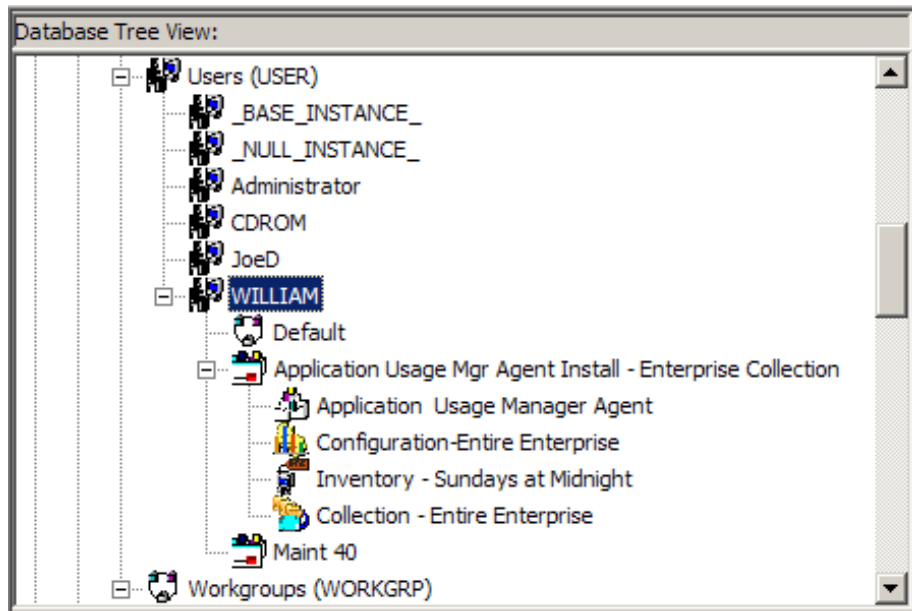 Database Tree View:
Users (USER)
_BASE_INSTANCE_
_NULL_INSTANCE_
Administrator
CDROM
JoeD
WILLIAM
Default
Application Usage Mgr Agent Install - Enterprise Collection
Application  Usage Manager Agent
Configuration-Entire Enterprise
Inventory - Sundays at Midnight
Collection - Entire Enterprise
Maint 40
Workgroups (WORKGRP)